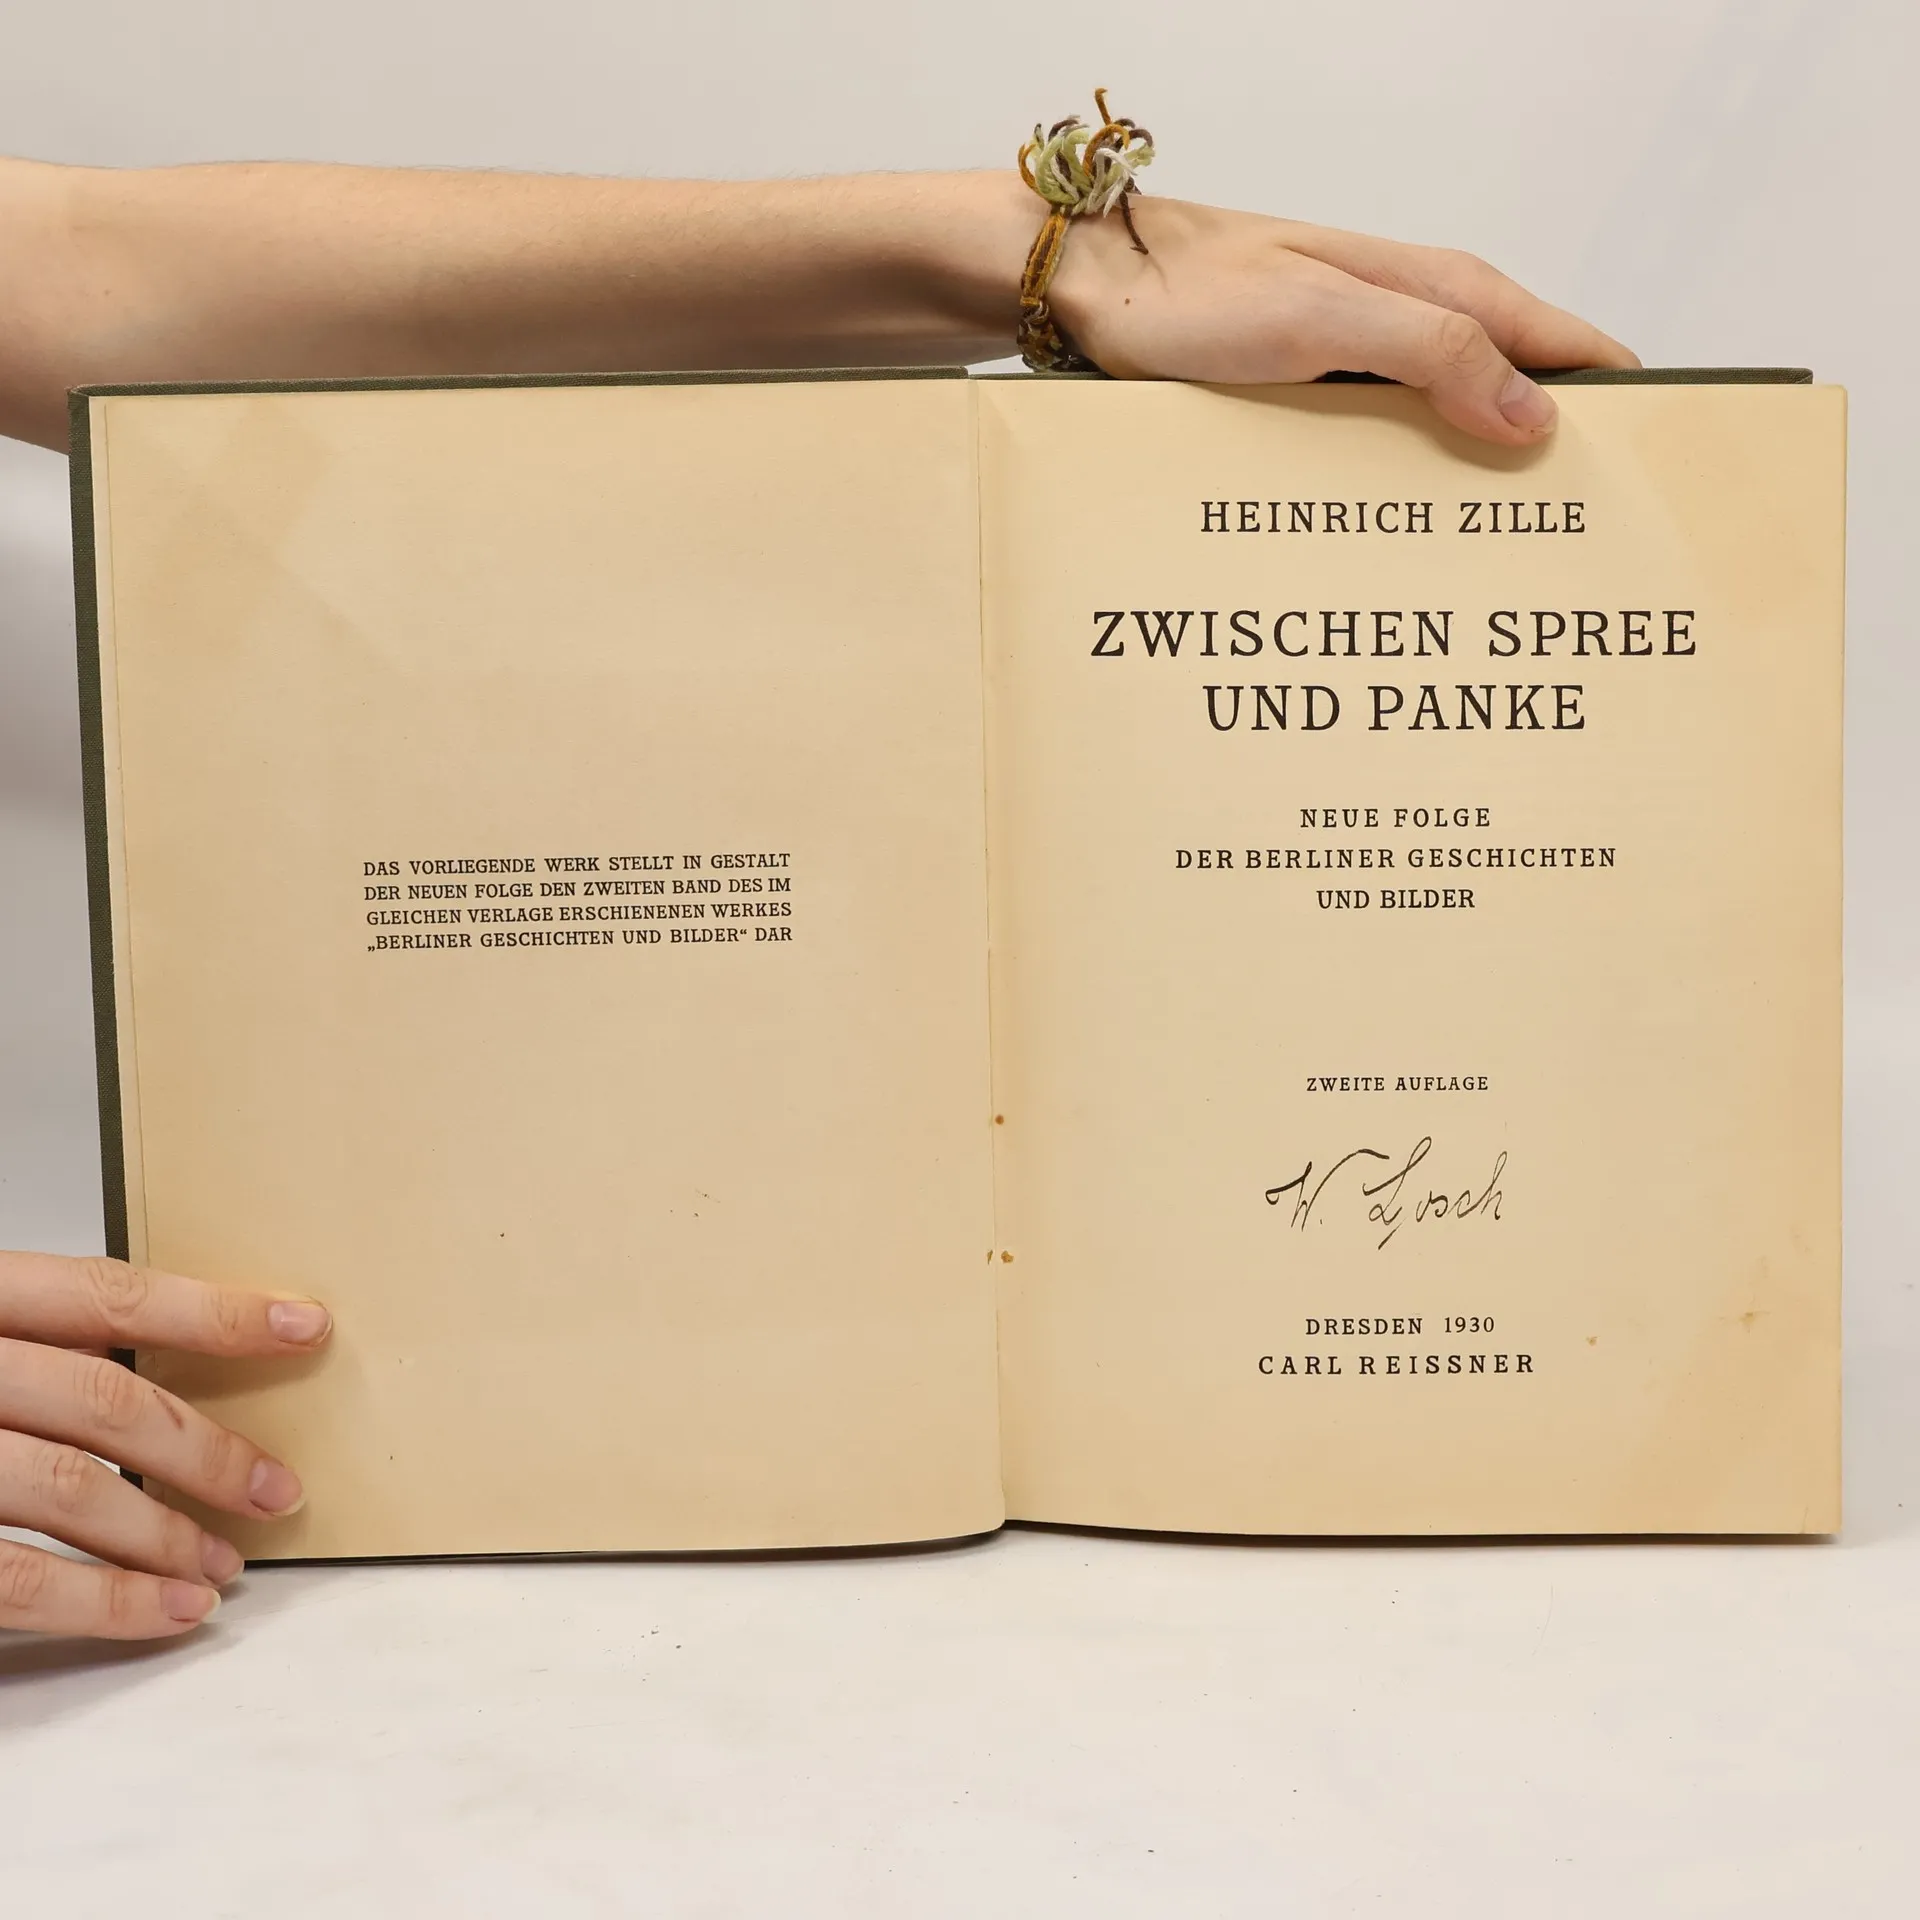 DAS VORLIEGENDE WERK STELLT IN GESTALT
DER NEUEN FOLGE DEN ZWEITEN BAND DES IM
GLEICHEN VERLAGE ERSCHIENENEN WERKES
„BERLINER GESCHICHTEN UND BILDER“ DAR
HEINRICH ZILLE
ZWISCHEN SPREE
UND PANKE
NEUE FOLGE
DER BERLINER GESCHICHTEN
UND BILDER
ZWEITE AUFLAGE
W. Losch
DRESDEN 1930
CARL REISSNER